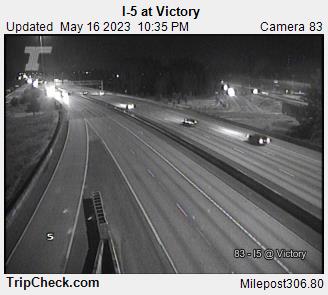 I-5 at Victory
Updated May 16 2023 10:35 PM Camera 83
T
S
83 - I5 @ Victory
TripCheck.com Milepost306.80